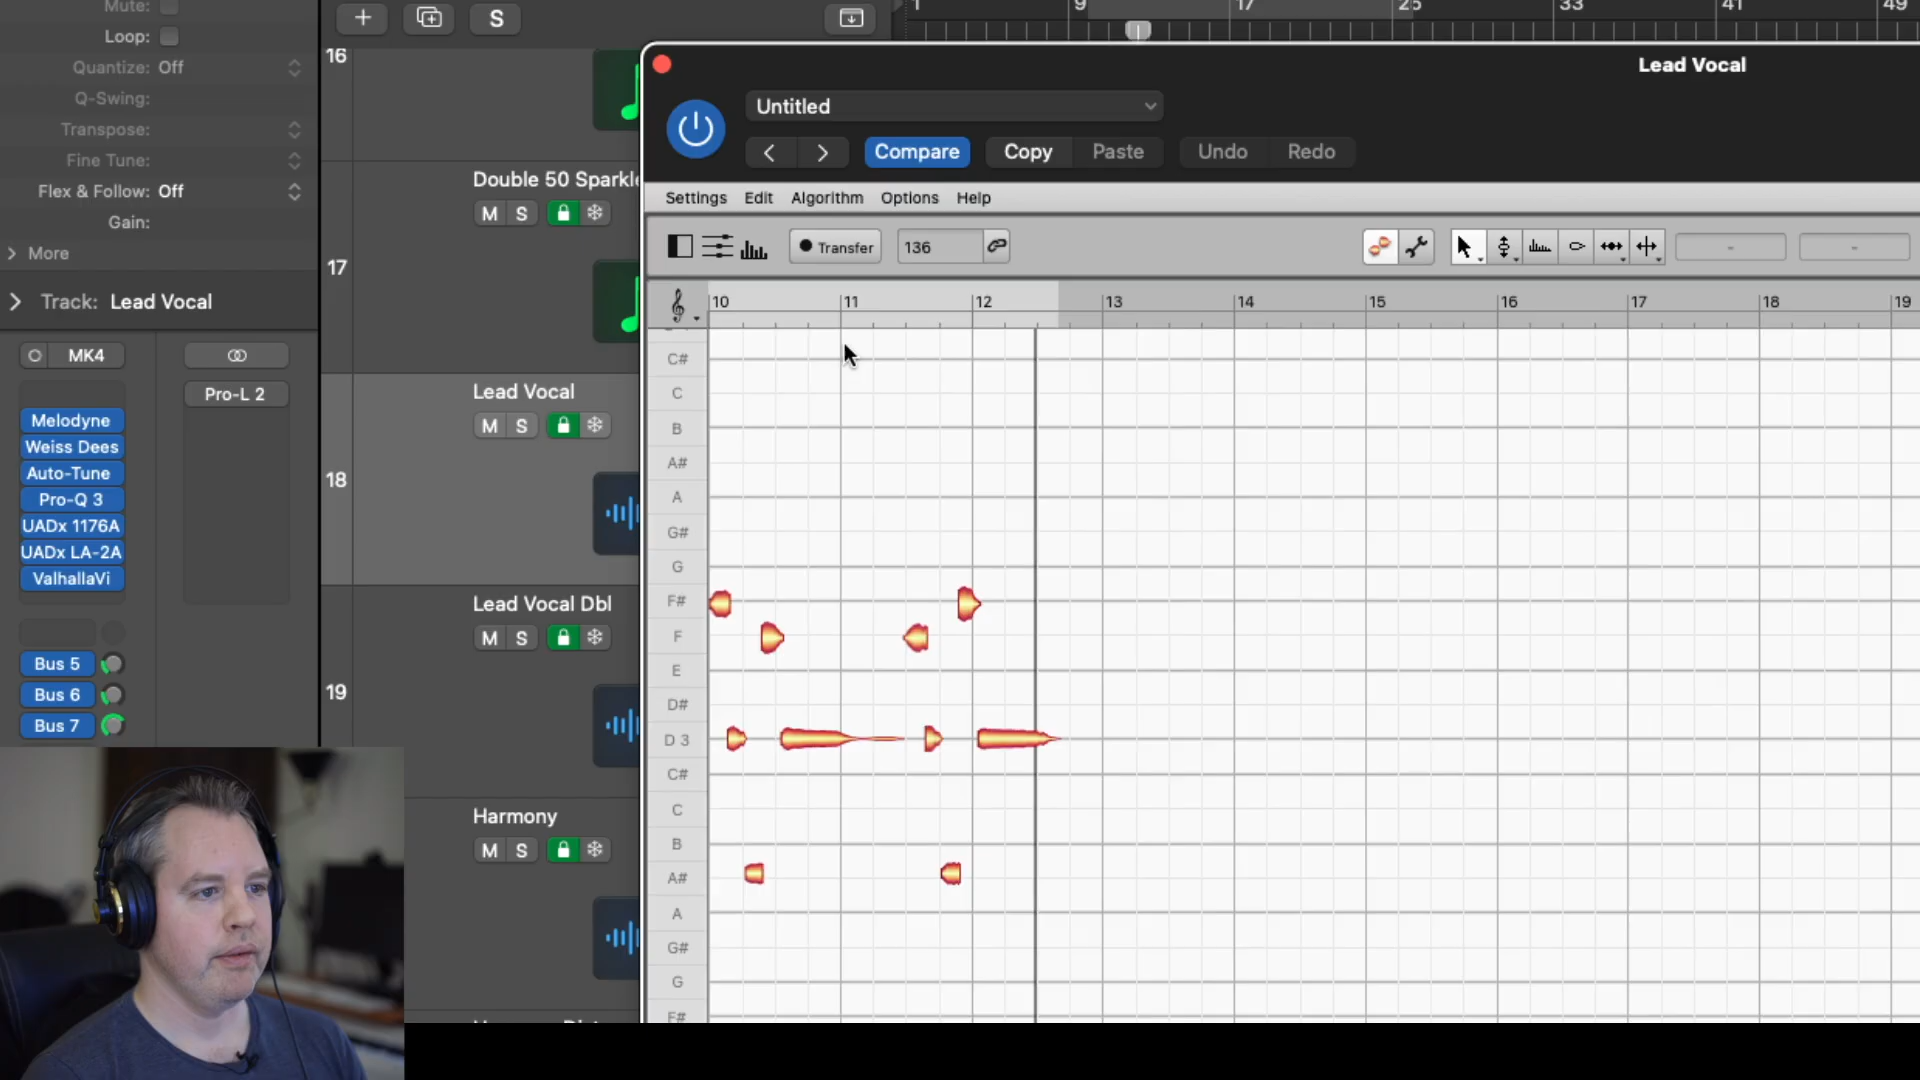 Mute:
Loop:
Quantize: Off
Q-Swing:
Transpose:
Fine Tune:
Flex & Follow: Off
Gain:
More
Track: Lead Vocal
MK4
Melodyne
Weiss Dees
Auto-Tune
Pro-Q 3
UADx 1176A
UADx LA-2A
ValhallaVi
Pro-L 2
Bus 5
Bus 6
Bus 7
S
1 9 17 25 33 41 49
16
Double 50 Sparkle
M S
17
Lead Vocal
M S
18
Lead Vocal Dbl
M S
19
Harmony
M S
Lead Vocal
Untitled
Compare Copy Paste Undo Redo
Settings Edit Algorithm Options Help
Transfer 136 - -
10 11 12 13 14 15 16 17 18 19
C#
C
B
A#
A
G#
G
F#
F
E
D#
D 3
C#
C
B
A#
A
G#
G
F#